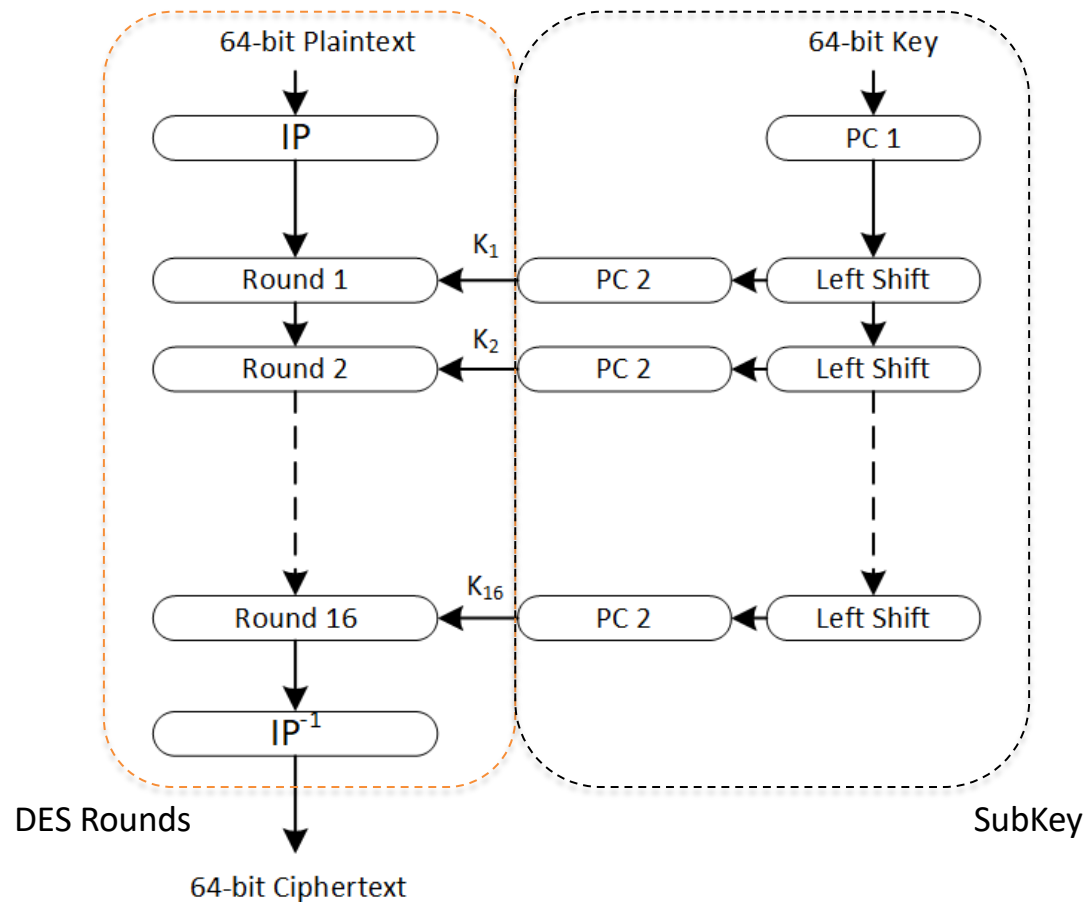 64-bit Plaintext
64-bit Key
IP
PC 1
K₁
Round 1
PC 2
Left Shift
K₂
Round 2
PC 2
Left Shift
K₁₆
Round 16
PC 2
Left Shift
IP⁻¹
DES Rounds
SubKey
64-bit Ciphertext